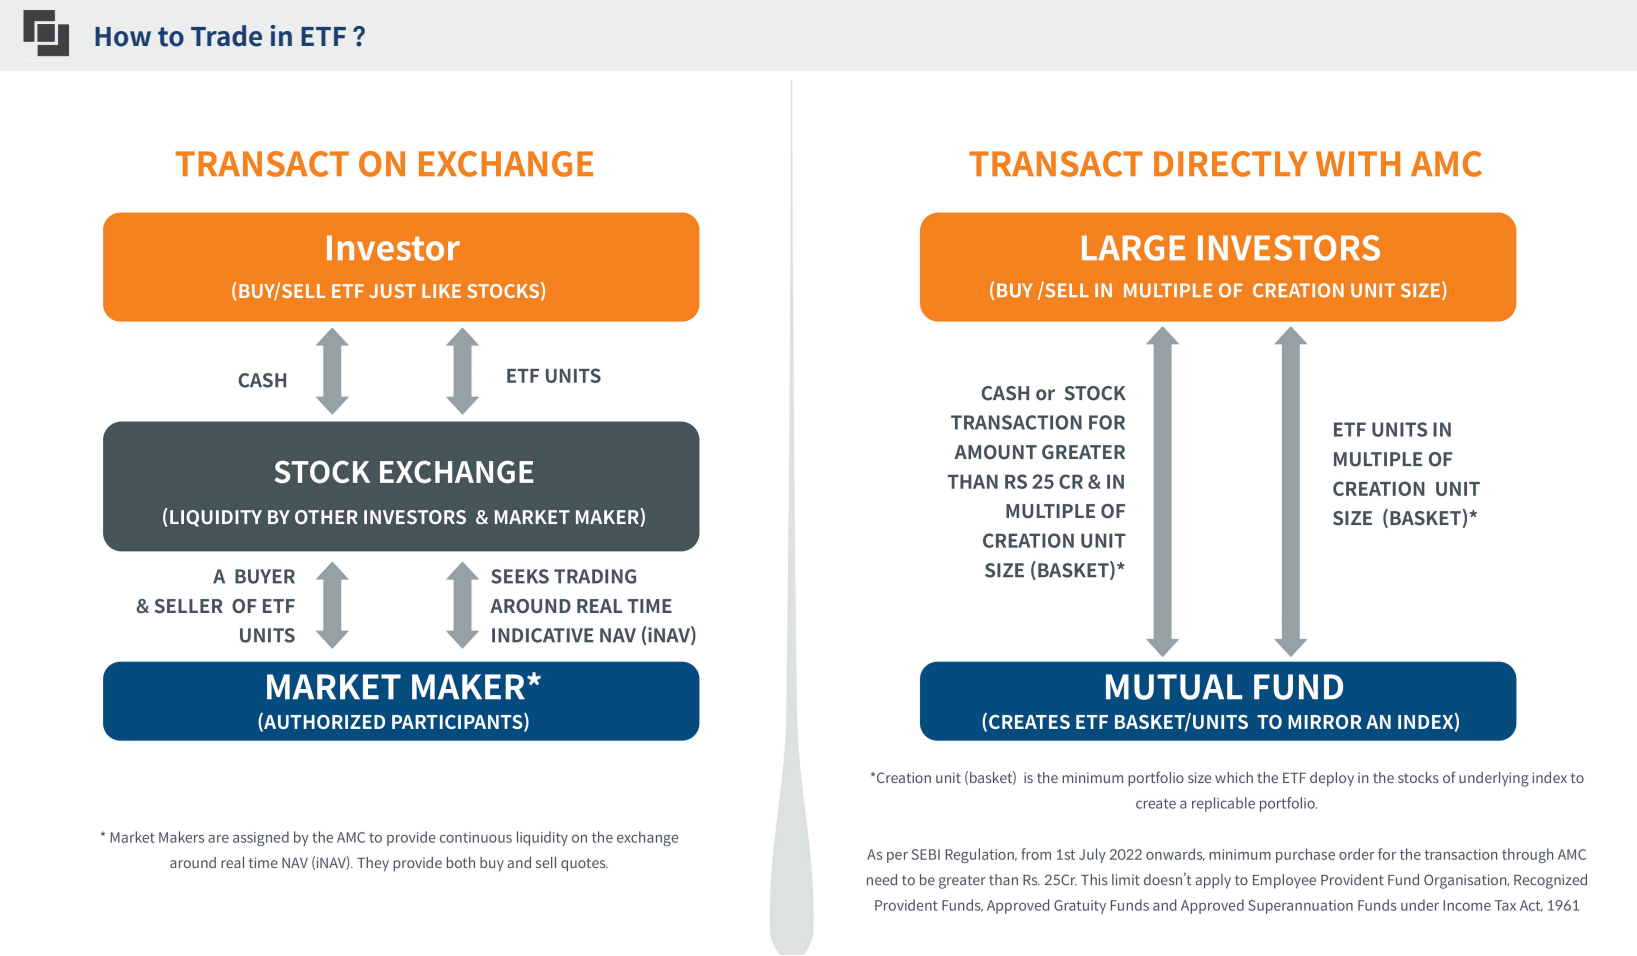 How to Trade in ETF ?
TRANSACT ON EXCHANGE
Investor
(BUY/SELL ETF JUST LIKE STOCKS)
CASH
ETF UNITS
STOCK EXCHANGE
(LIQUIDITY BY OTHER INVESTORS & MARKET MAKER)
A BUYER
& SELLER OF ETF
UNITS
SEEKS TRADING
AROUND REAL TIME
INDICATIVE NAV (iNAV)
MARKET MAKER*
(AUTHORIZED PARTICIPANTS)
* Market Makers are assigned by the AMC to provide continuous liquidity on the exchange
around real time NAV (iNAV). They provide both buy and sell quotes.
TRANSACT DIRECTLY WITH AMC
LARGE INVESTORS
(BUY /SELL IN MULTIPLE OF CREATION UNIT SIZE)
CASH or STOCK
TRANSACTION FOR
AMOUNT GREATER
THAN RS 25 CR & IN
MULTIPLE OF
CREATION UNIT
SIZE (BASKET)*
ETF UNITS IN
MULTIPLE OF
CREATION UNIT
SIZE (BASKET)*
MUTUAL FUND
(CREATES ETF BASKET/UNITS TO MIRROR AN INDEX)
*Creation unit (basket) is the minimum portfolio size which the ETF deploy in the stocks of underlying index to
create a replicable portfolio.
As per SEBI Regulation, from 1st July 2022 onwards, minimum purchase order for the transaction through AMC
need to be greater than Rs. 25Cr. This limit doesn't apply to Employee Provident Fund Organisation, Recognized
Provident Funds, Approved Gratuity Funds and Approved Superannuation Funds under Income Tax Act, 1961